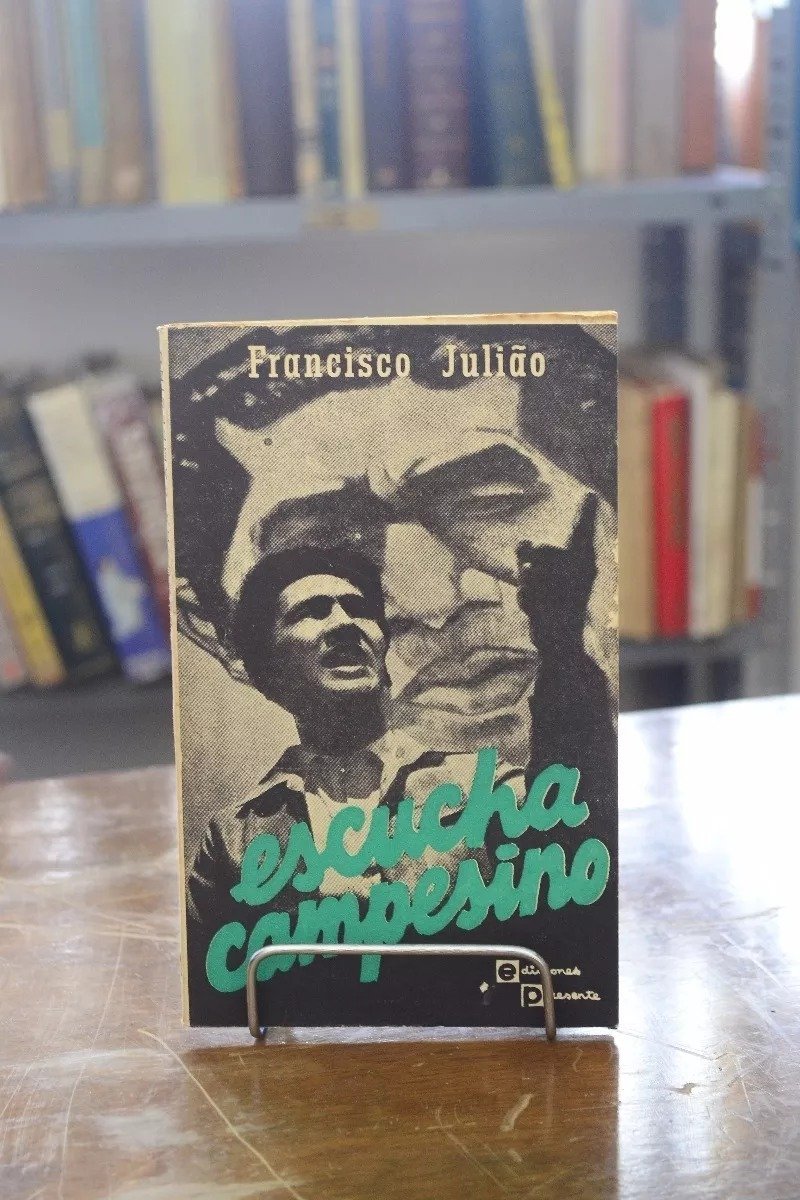 Francisco Julião
escucha
campesino
ediciones
presente